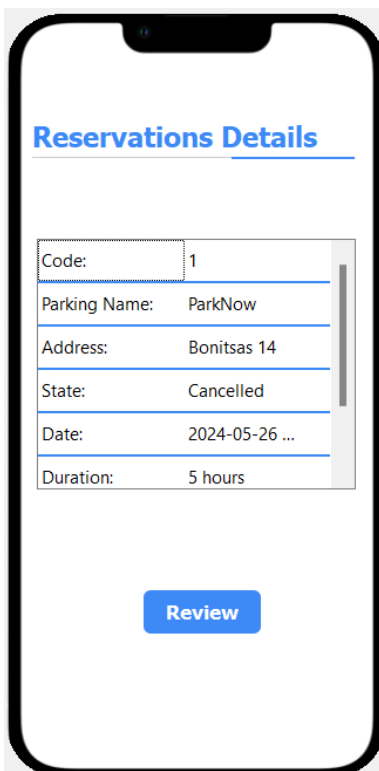 Reservations Details
Code: 1
Parking Name: ParkNow
Address: Bonitsas 14
State: Cancelled
Date: 2024-05-26 ...
Duration: 5 hours
Review